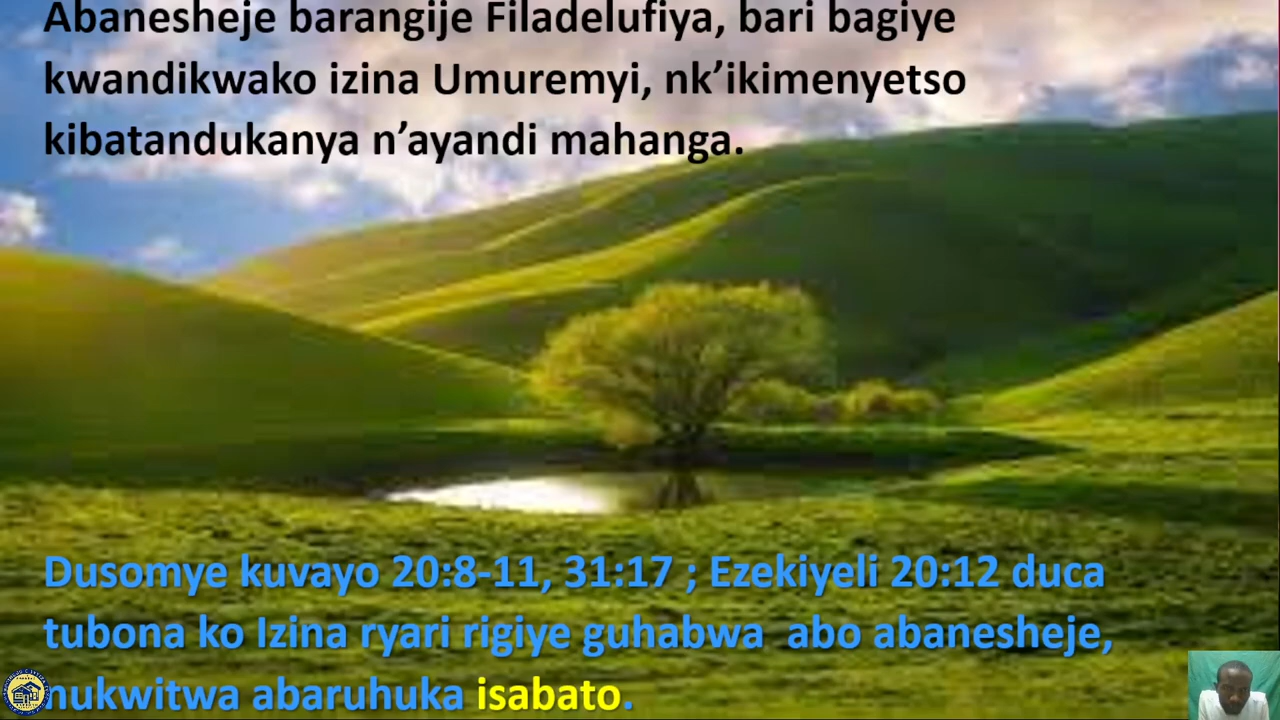 Abanesheje barangije Filadelufiya, bari bagiye
kwandikwako izina Umuremyi, nk’ikimenyetso
kibatandukanya n’ayandi mahanga.
Dusomye kuvayo 20:8-11, 31:17 ; Ezekiyeli 20:12 duca
tubona ko Izina ryari rigiye guhabwa abo abanesheje,
nukwitwa abaruhuka isabato.